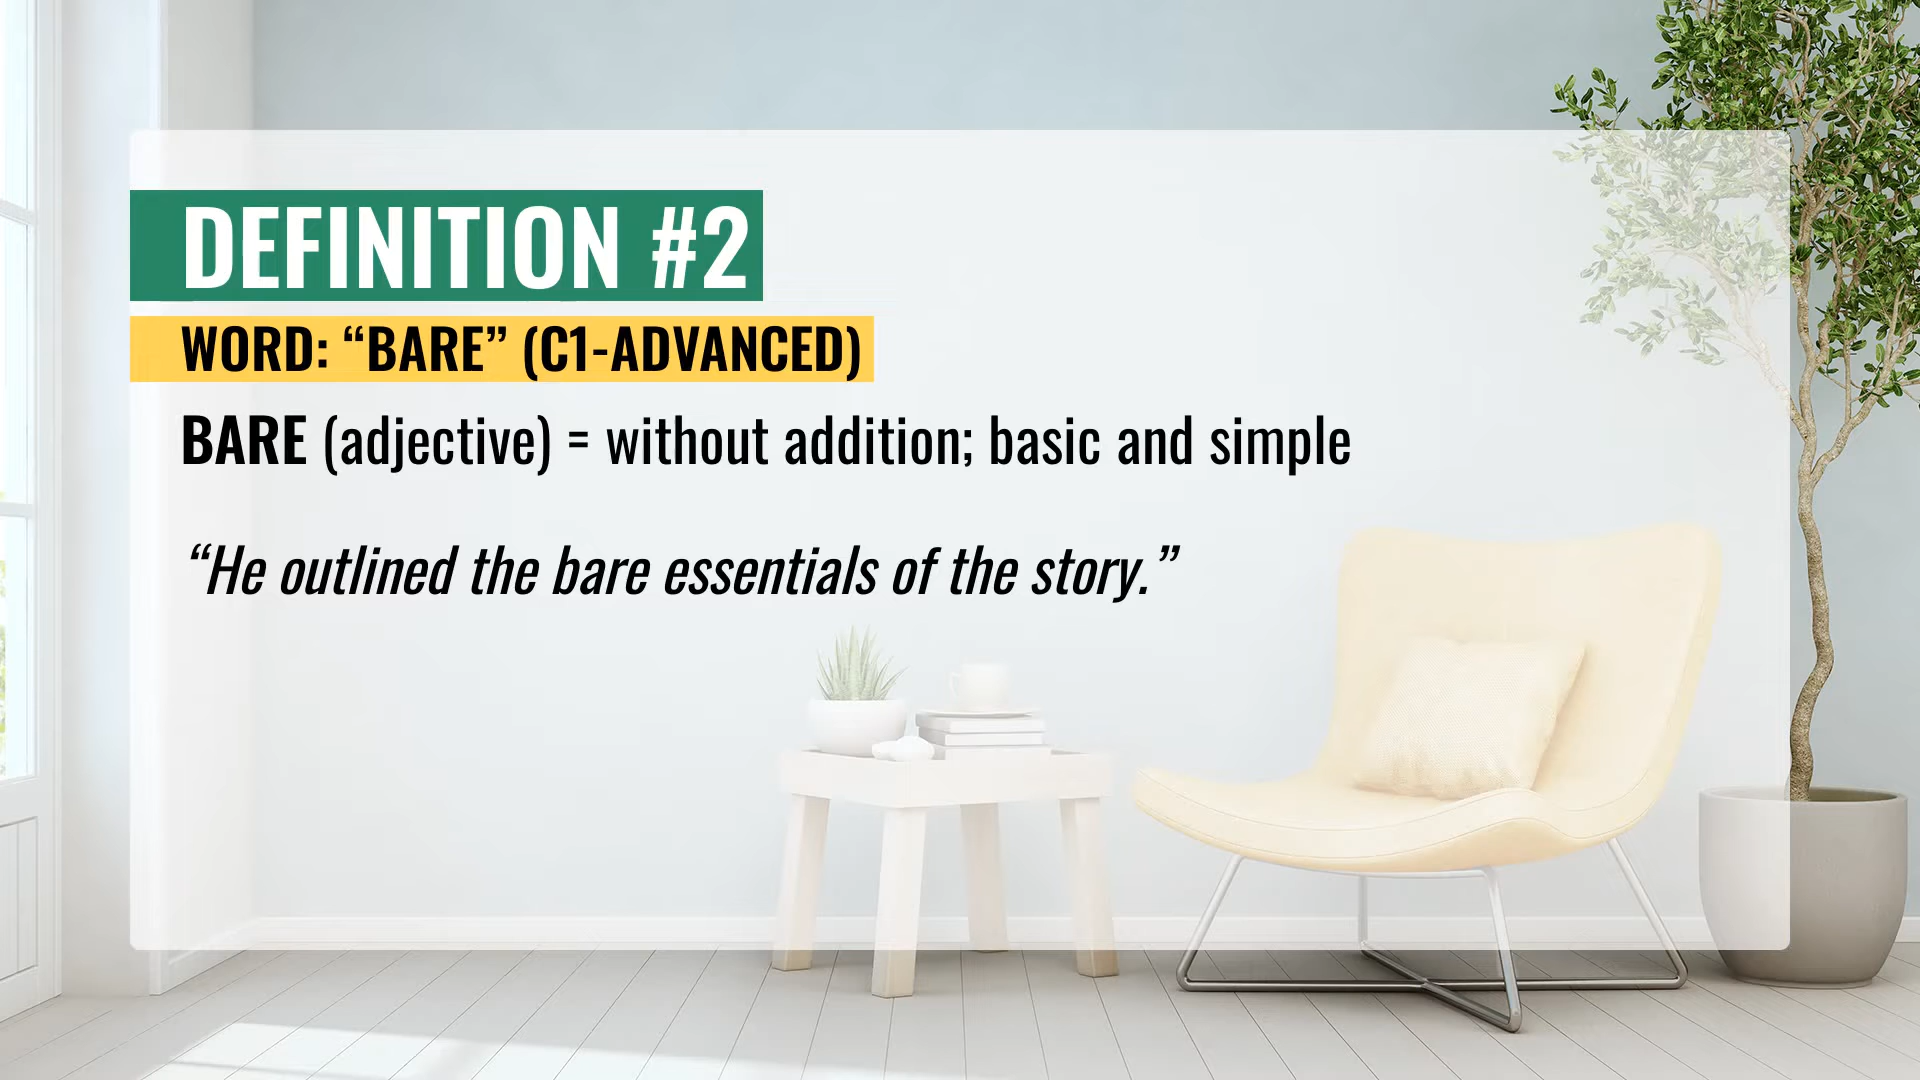 DEFINITION #2
WORD: “BARE” (C1-ADVANCED)
BARE (adjective) = without addition; basic and simple
“He outlined the bare essentials of the story.”